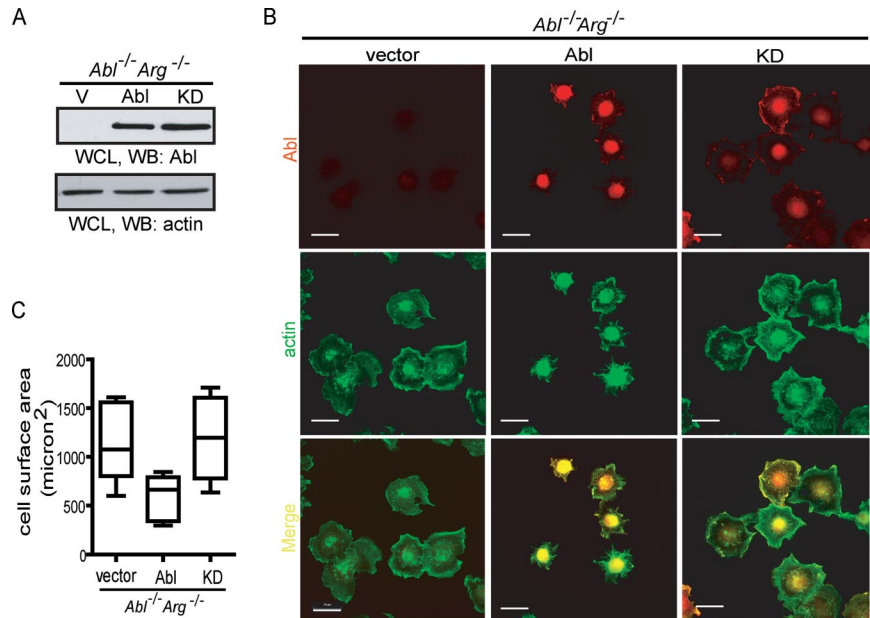 A
Abl-/-Arg -/-
V Abl KD
WCL, WB: Abl
WCL, WB: actin
B
Abl-/-Arg-/-
vector Abl KD
Abl
actin
Merge
C
cell surface area
(micron2)
2000
1500
1000
500
0
vector Abl KD
Abl-/-Arg-/-